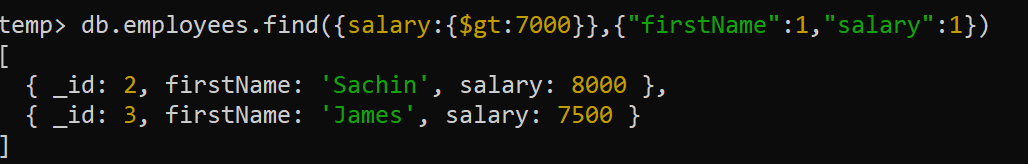 temp> db.employees.find({salary:{$gt:7000}},{"firstName":1,"salary":1})
[
  { _id: 2, firstName: 'Sachin', salary: 8000 },
  { _id: 3, firstName: 'James', salary: 7500 }
]